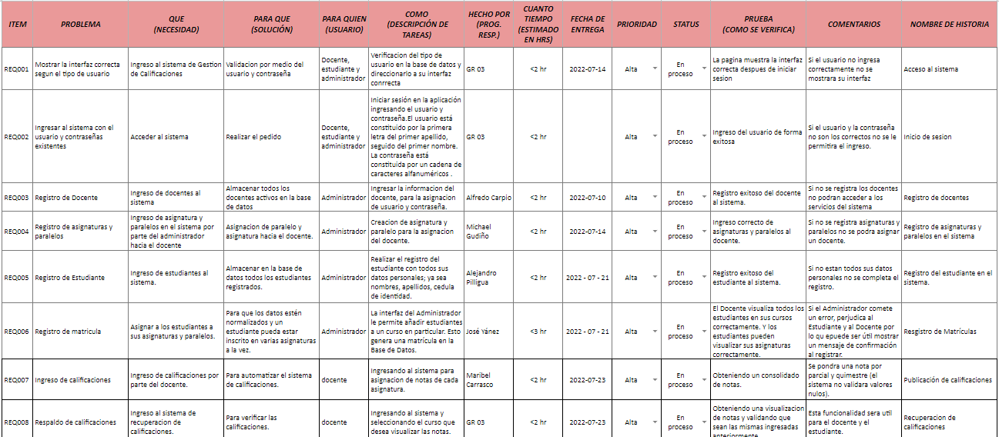 ITEM
PROBLEMA
QUE
(NECESIDAD)
PARA QUE
(SOLUCIÓN)
PARA QUIEN
(USUARIO)
COMO
(DESCRIPCIÓN DE
TAREAS)
HECHO POR
(PROG.
RESP.)
CUANTO
TIEMPO
(ESTIMADO
EN HRS)
FECHA DE
ENTREGA
PRIORIDAD
STATUS
PRUEBA
(COMO SE VERIFICA)
COMENTARIOS
NOMBRE DE HISTORIA
REQ001
Mostrar la interfaz correcta
segun el tipo de usuario
Ingreso al sistema de Gestion
de Calificaciones
Validacion por medio del
usuario y contraseña
Docente,
estudiante y
administrador
Verificacion del tipo de
usuario en la base de datos y
direccionarlo a su interfaz
conrrecta
GR 03
<2 hr
2022-07-14
Alta
En
proceso
La pagina muestra la interfaz
correcta despues de iniciar
sesion
Si el usuario no ingresa
correctamente no se
mostrara su interfaz
Acceso al sistema
REQ002
Ingresar al sistema con el
usuario y contraseñas
existentes
Acceder al sistema
Realizar el pedido
Docente,
estudiante y
administrador
Iniciar sesión en la aplicación
ingresando el usuario y
contraseña.El usuario está
constituido por la primera
letra del primer apellido,
seguido del primer nombre.
La contraseña está
constituida por un cadena de
caracteres alfanuméricos .
GR 03
<2 hr
Alta
En
proceso
Ingreso del usuario de forma
exitosa
Si el usuario y la contraseña
no son los correctos no se le
permitira el ingreso.
Inicio de sesion
REQ003
Registro de Docente
Ingreso de docentes al
sistema
Almacenar todos los
docentes activos en la base
de datos
Administrador
Ingresar la informacion del
docente, para la asignacion
de usuario y contraseña.
Alfredo Carpio
<2 hr
2022-07-10
Alta
En
proceso
Registro exitoso del docente
al sistema.
Si no se registra los docentes
no podran acceder a los
servicios del sistema
Registro de docentes
REQ004
Registro de asignaturas y
paralelos
Ingreso de asignatura y
paralelos en el sistema por
parte del administrador
hacia el docente
Asignacion de paralelo y
asignatura hacia el docente.
Administrador
Creacion de asignatura y
paralelo para la asignacion
del docente.
Michael
Gudiño
<2 hr
2022-07-14
Alta
En
proceso
Ingreso correcto de
asignaturas y paralelos al
docente.
Si no se registra asignaturas y
paralelos no se podra asignar
un docente.
Registro de asignaturas y
paralelos en el sistema
REQ005
Registro de Estudiante
Ingreso de estudiantes al
sistema.
Almacenar en la base de
datos todos los estudiantes
registrados.
Administrador
Realizar el registro del
estudiante con todos sus
datos personales; ya sea
nombres, apellidos, cedula
de identidad.
Alejandro
Pilligua
<2 hr
2022 - 07 - 21
Alta
En
proceso
Registro exitoso del
estudiante al sistema.
Si no estan todos sus datos
personales no se completa el
registro.
Registro del estudiante en el
sistema.
REQ006
Registro de matricula
Asignar a los estudiantes a
sus asignaturas y paralelos.
Para que los datos estén
normalizados y un
estudiante pueda estar
inscrito en varias asignaturas
a la vez.
Administrador
La interfaz del Administrador
le permite añadir estudiantes
a un curso en particular. Esto
genera una matrícula en la
Base de Datos.
José Yánez
<3 hr
2022 - 07 - 21
Alta
En
proceso
El Docente visualiza todos los
estudiantes en sus cursos
correctamente. Y los
estudiantes pueden
visualizar sus asignaturas
correctamente.
Si el Administrador comete
un error, perjudica al
Estudiante y al Docente por
lo qu epuede ser útil mostrar
un mensaje de confirmación
al registrar.
Resgistro de Matrículas
REQ007
Ingreso de calificaciones
Ingreso de calificaciones por
parte del docente.
Para automatizar el sistema
de calificaciones.
docente
Ingresando al sistema para
asignacion de notas de cada
asignatura.
Maribel
Carrasco
<2 hr
2022-07-23
Alta
En
proceso
Obteniendo un consolidado
de notas.
Se pondra una nota por
parcial y quimestre (el
sistema no validara valores
nulos).
Publicación de calificaciones
REQ008
Respaldo de calificaciones
Ingreso al sistema de
recuperacion de
calificaciones.
Para verificar las
calificaciones.
docente
Ingresando al sistema y
seleccionando el curso que
desea visualizar las notas.
GR 03
<2 hr
2022-07-23
Alta
En
proceso
Obteniendo una visualizacion
de notas y validando que
sean las mismas ingresadas
anteriormente
Esta funcionalidad sera util
para el docente y el
estudiante.
Recuperacion de
calificaciones